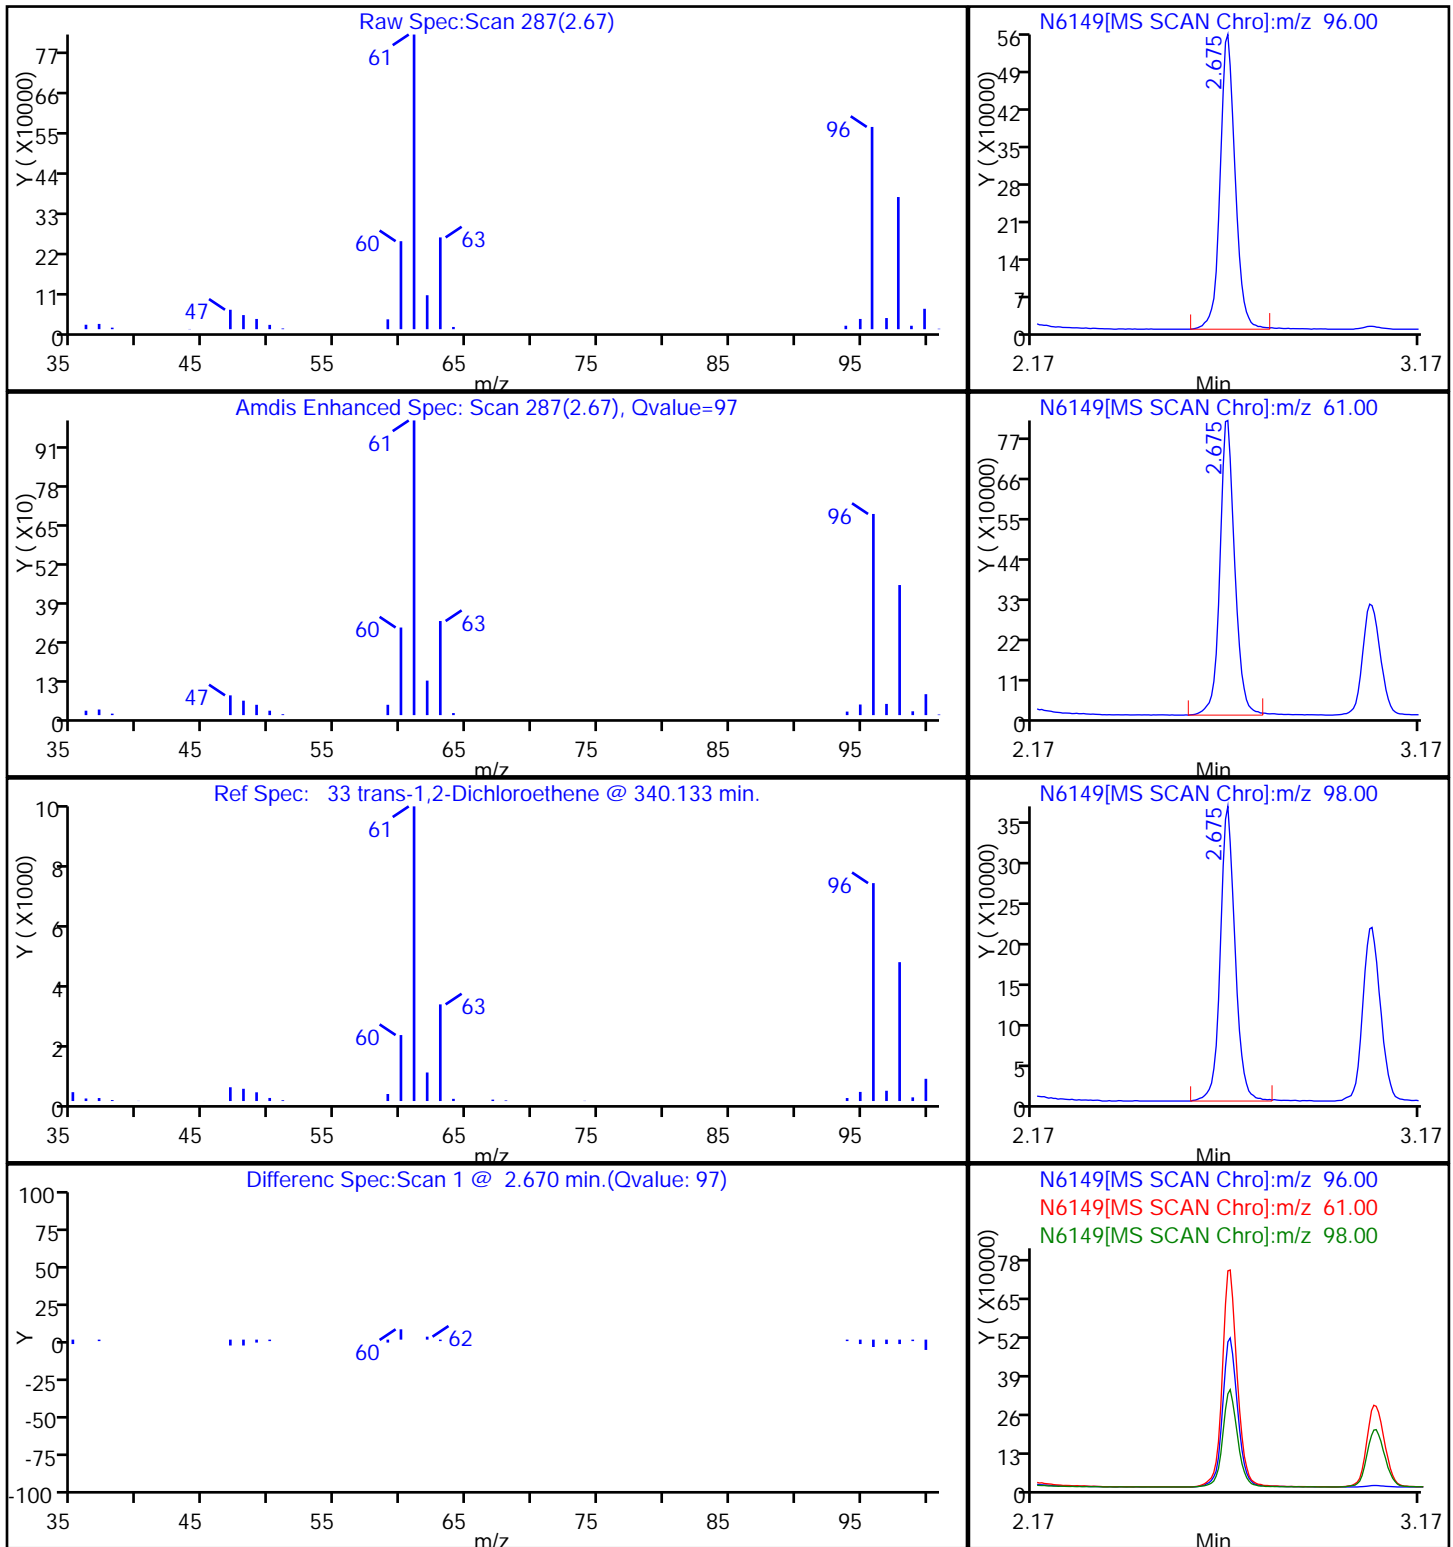 Raw Spec:Scan 287(2.67)
Y ( X10000)
77
66
55
44
33
22
11
0
61
96
60
63
47
35 45 55 65 75 85 95
m/z
N6149[MS SCAN Chro]:m/z 96.00
Y ( X10000)
56
49
42
35
28
21
14
7
0
2.675
2.17 3.17
Min
Amdis Enhanced Spec: Scan 287(2.67), Qvalue=97
Y ( X10)
91
78
65
52
39
26
13
0
61
96
60
63
47
35 45 55 65 75 85 95
m/z
N6149[MS SCAN Chro]:m/z 61.00
Y ( X10000)
77
66
55
44
33
22
11
0
2.675
2.17 3.17
Min
Ref Spec: 33 trans-1,2-Dichloroethene @ 340.133 min.
Y ( X1000)
10
8
6
4
2
0
61
96
63
60
35 45 55 65 75 85 95
m/z
N6149[MS SCAN Chro]:m/z 98.00
Y ( X10000)
35
30
25
20
15
10
5
0
2.675
2.17 3.17
Min
Differenc Spec:Scan 1 @ 2.670 min.(Qvalue: 97)
Y
100
75
50
25
0
-25
-50
-75
-100
60
62
35 45 55 65 75 85 95
m/z
N6149[MS SCAN Chro]:m/z 96.00
N6149[MS SCAN Chro]:m/z 61.00
N6149[MS SCAN Chro]:m/z 98.00
Y ( X10000)
78
65
52
39
26
13
0
2.17 3.17
Min